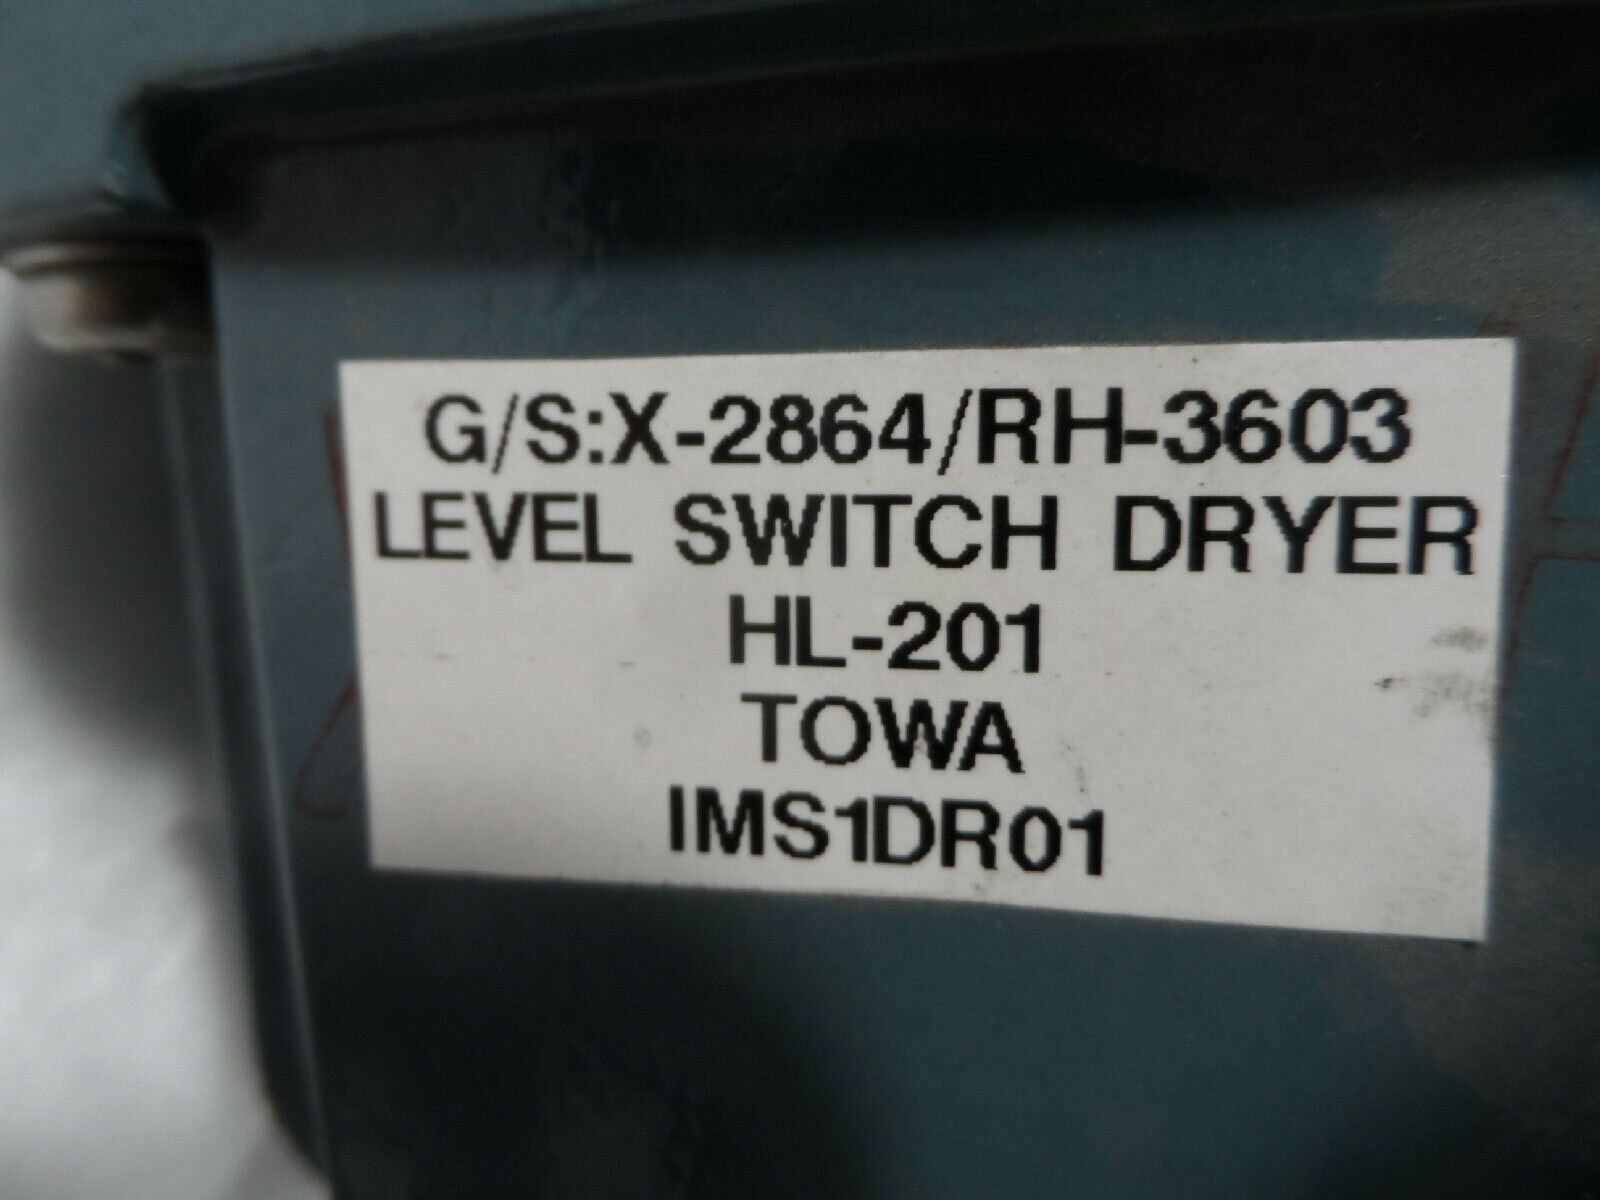 G/S:X-2864/RH-3603
LEVEL SWITCH DRYER
HL-201
TOWA
IMS1DR01